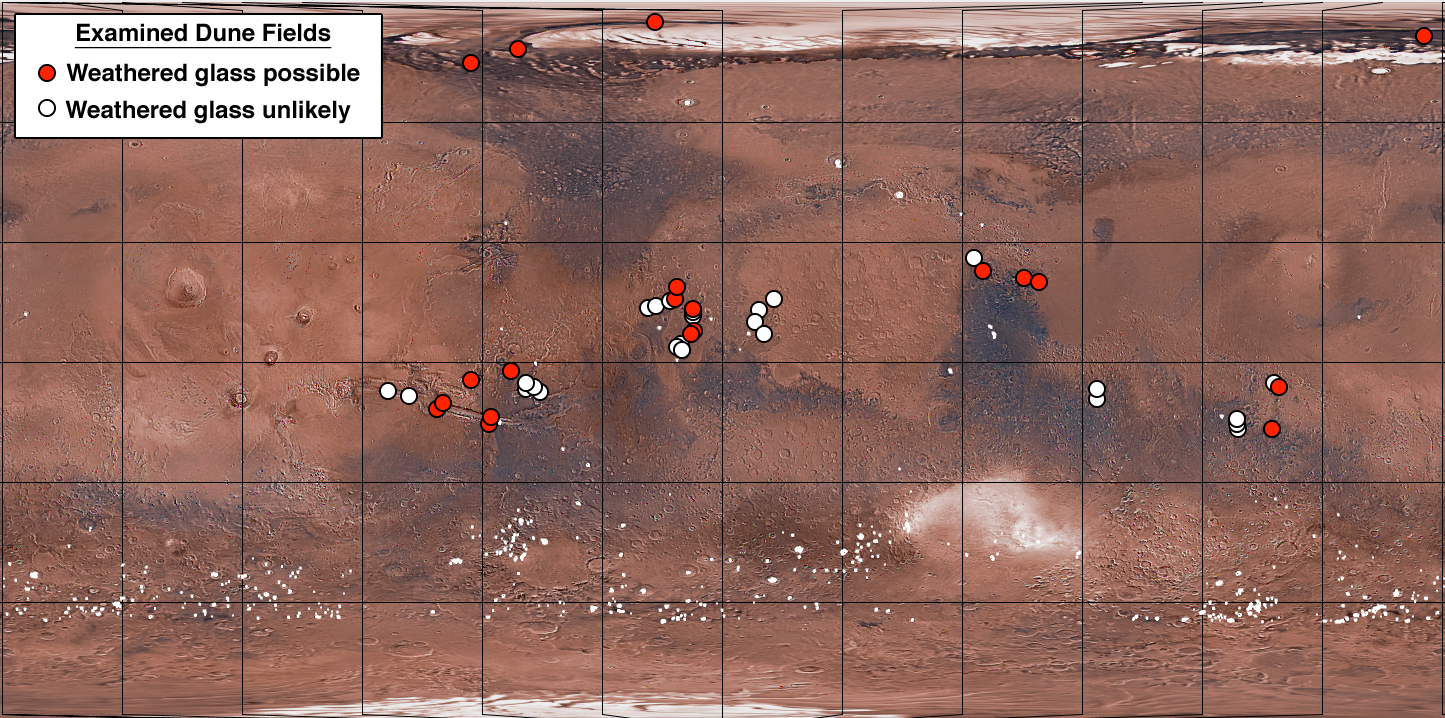 Examined Dune Fields
Weathered glass possible
Weathered glass unlikely